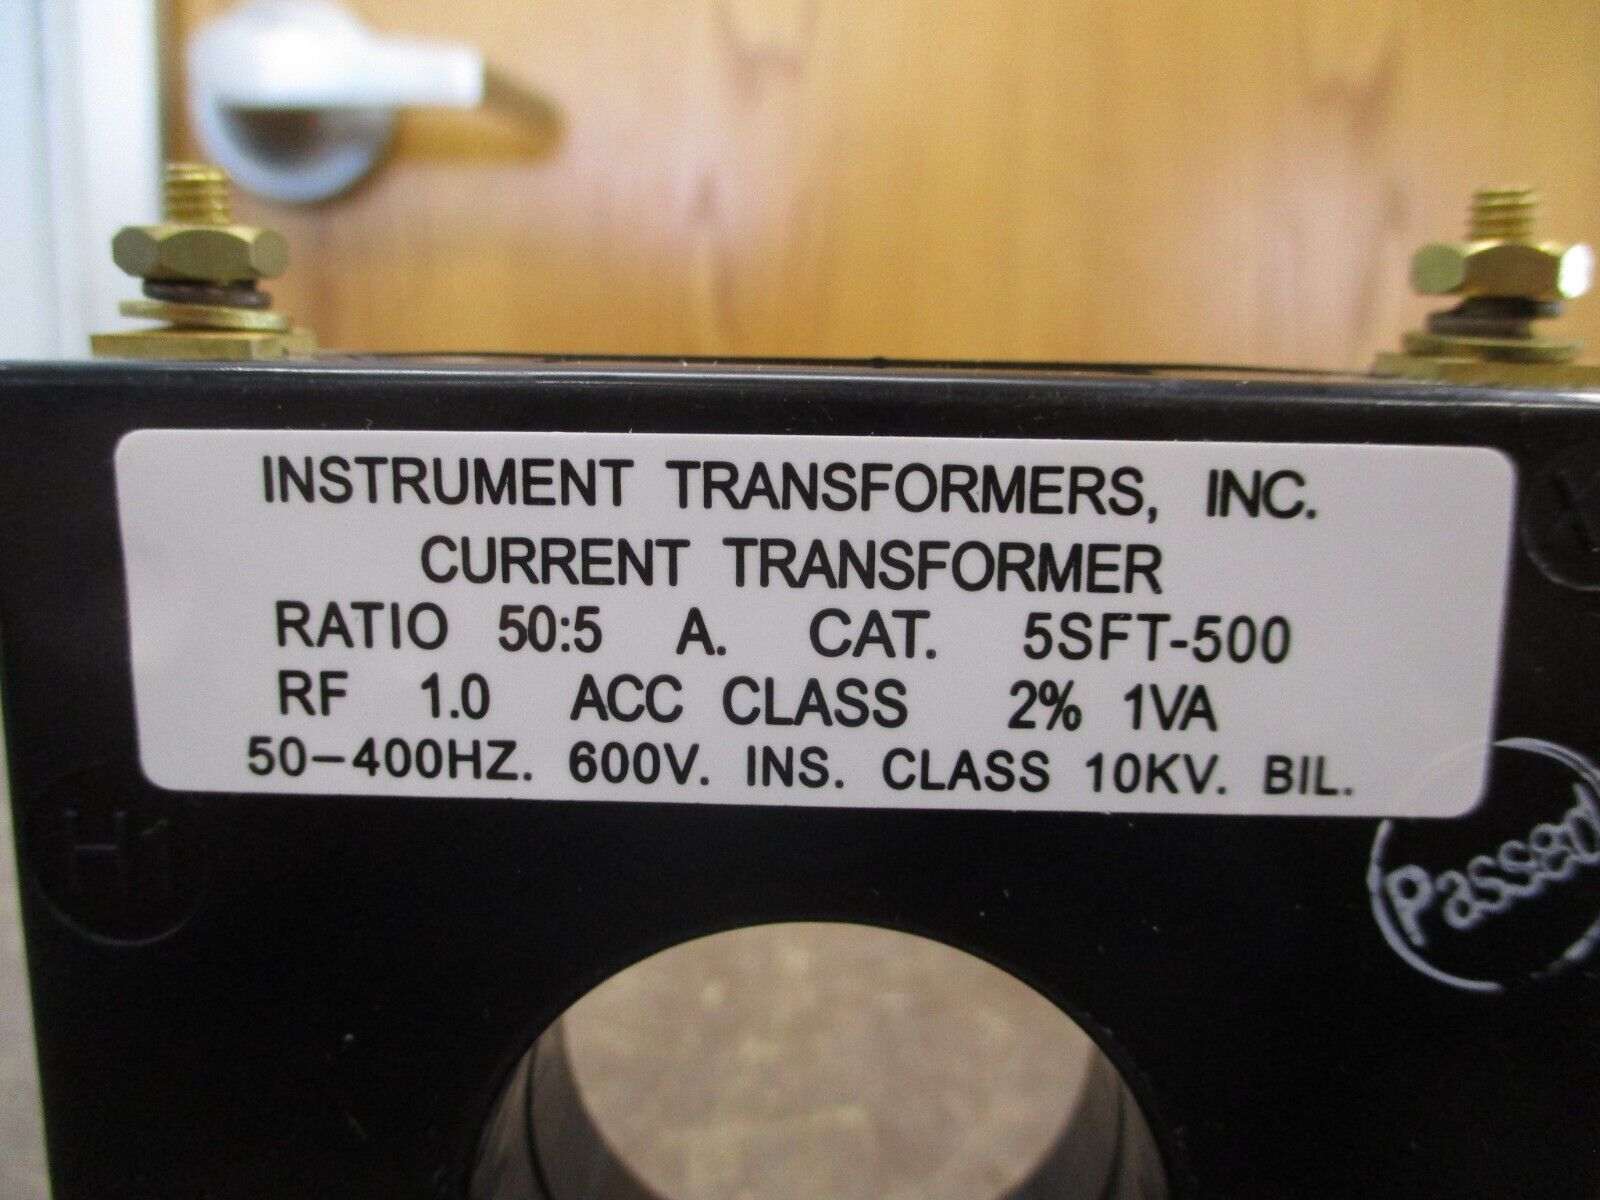 INSTRUMENT TRANSFORMERS, INC.
CURRENT TRANSFORMER
RATIO 50:5 A. CAT. 5SFT-500
RF 1.0 ACC CLASS 2% 1VA
50-400HZ. 600V. INS. CLASS 10KV. BIL.
H1
Passed